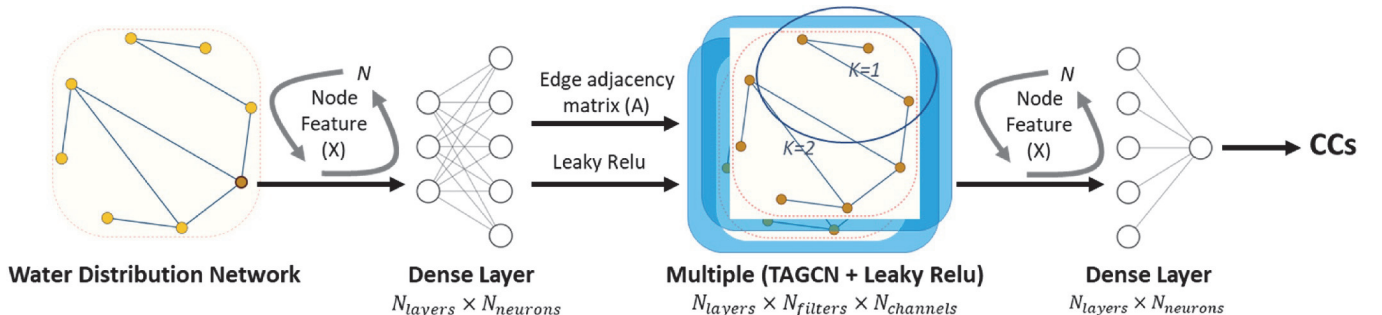 N
Node
Feature
(X)
Edge adjacency
matrix (A)
Leaky Relu
K=1
K=2
N
Node
Feature
(X)
CCs
Water Distribution Network
Dense Layer
N_layers × N_neurons
Multiple (TAGCN + Leaky Relu)
N_layers × N_filters × N_channels
Dense Layer
N_layers × N_neurons